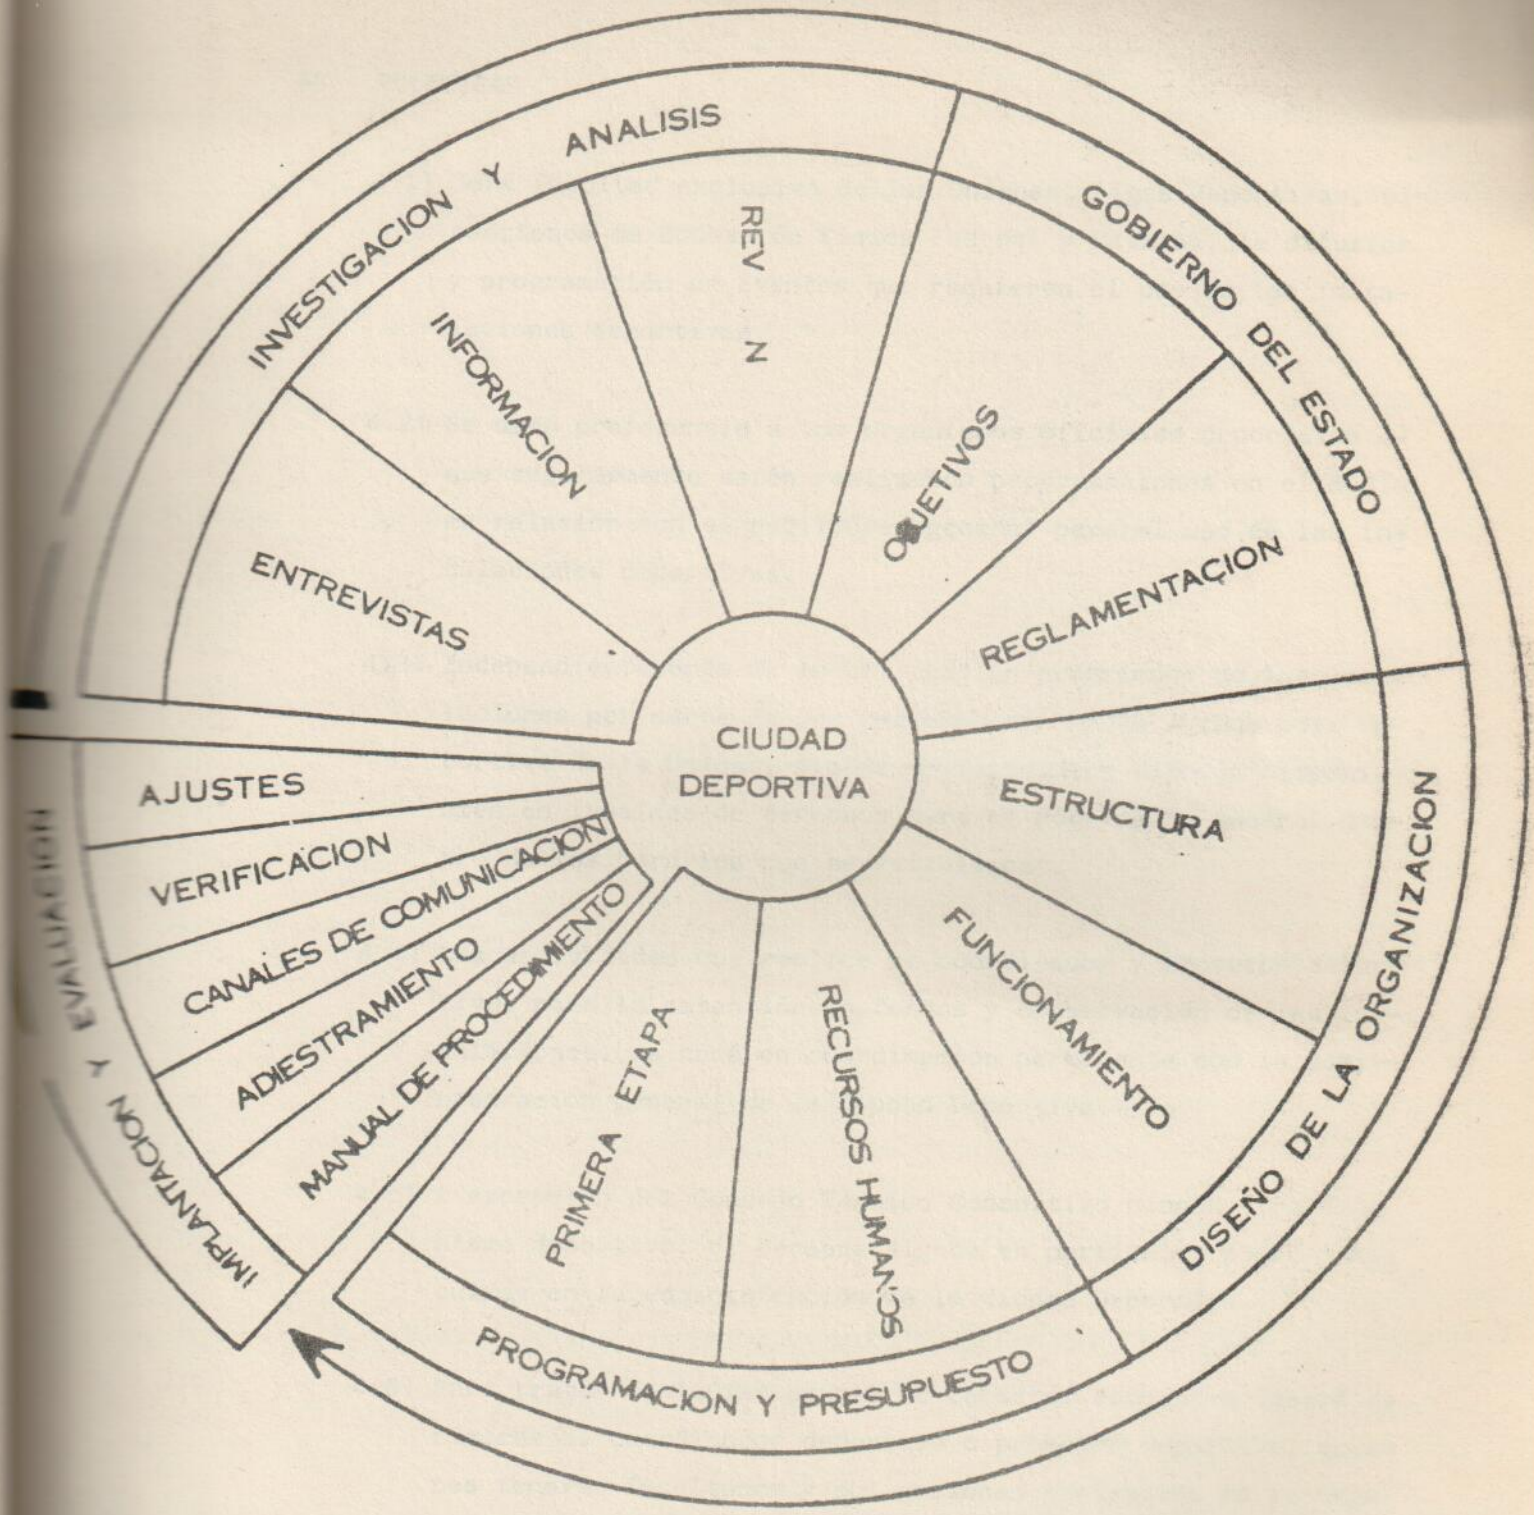 INVESTIGACION Y ANALISIS
ENTREVISTAS
INFORMACION
REV N
GOBIERNO DEL ESTADO
OBJETIVOS
REGLAMENTACION
DISEÑO DE LA ORGANIZACION
ESTRUCTURA
FUNCIONAMIENTO
PROGRAMACION Y PRESUPUESTO
RECURSOS HUMANOS
PRIMERA ETAPA
IMPLANTACION Y EVALUACION
MANUAL DE PROCEDIMIENTO
ADIESTRAMIENTO
CANALES DE COMUNICACION
VERIFICACION
AJUSTES
CIUDAD
DEPORTIVA